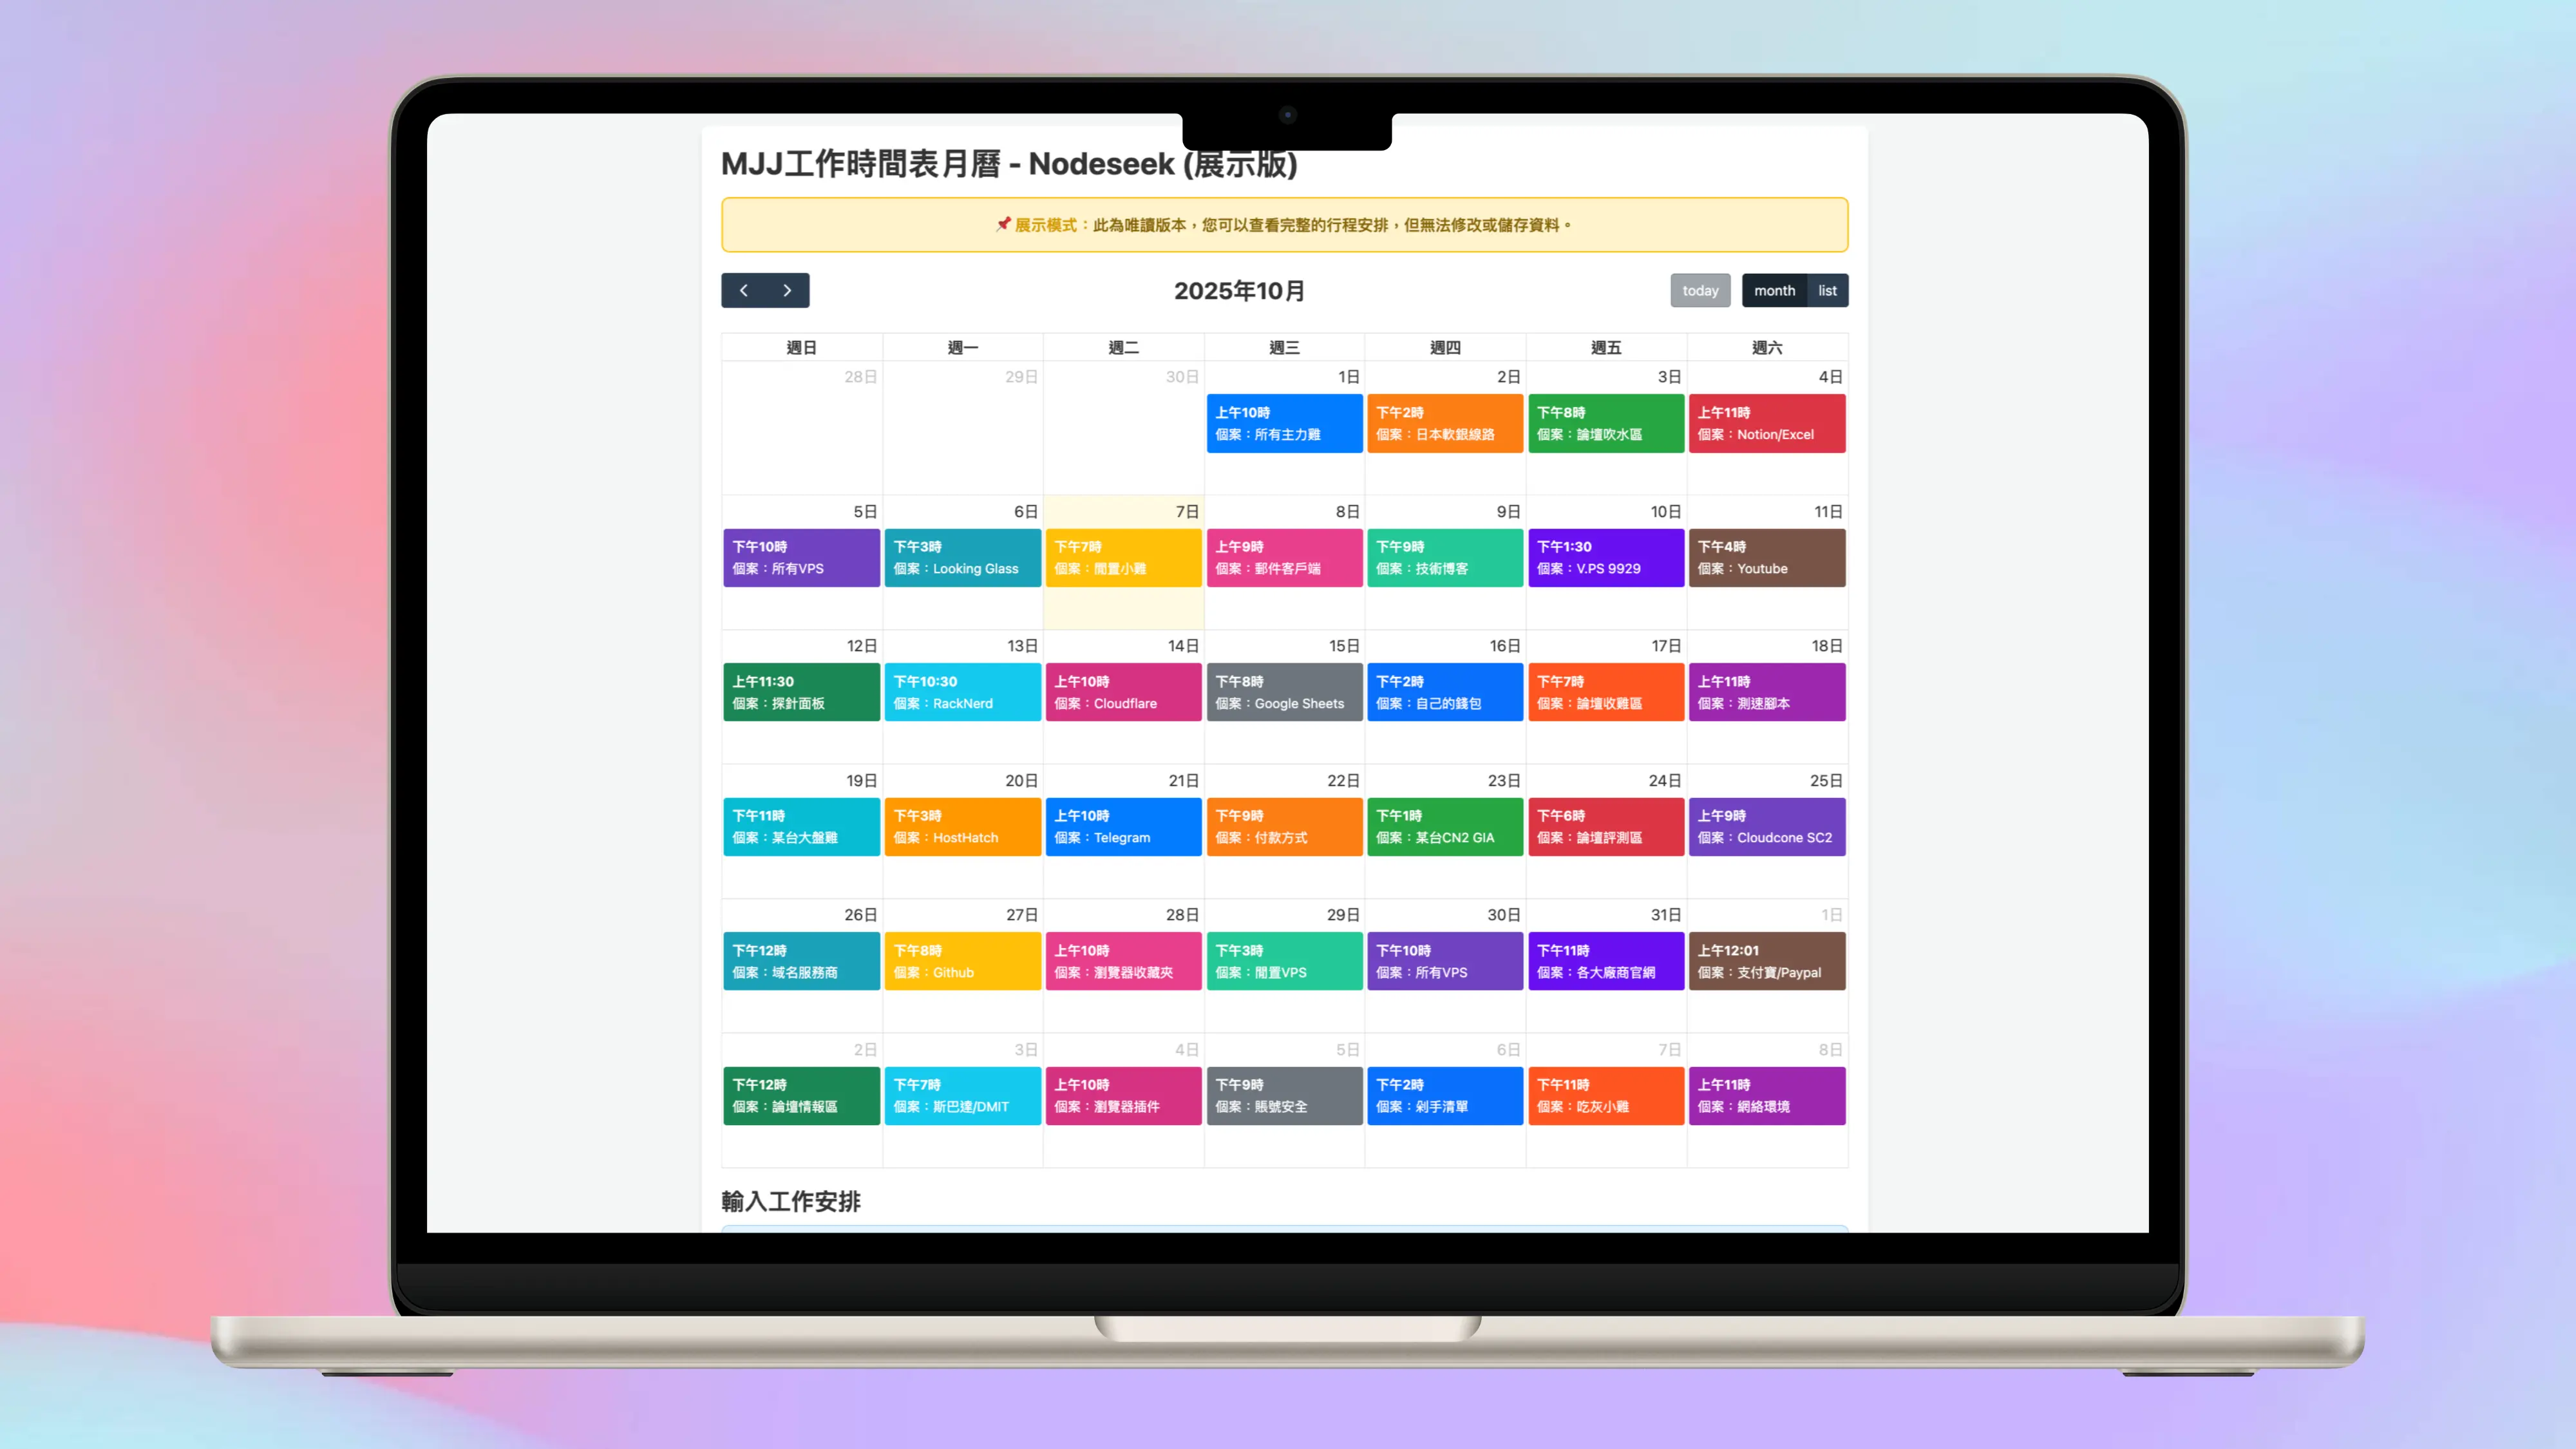 MJJ工作時間表月曆 - Nodeseek (展示版)
📌 展示模式：此為唯讀版本，您可以查看完整的行程安排，但無法修改或儲存資料。
2025年10月
today month list
週日 週一 週二 週三 週四 週五 週六
28日 29日 30日 1日 2日 3日 4日
上午10時 下午2時 下午8時 上午11時
個案：所有主力雞 個案：日本軟銀線路 個案：論壇吹水區 個案：Notion/Excel
5日 6日 7日 8日 9日 10日 11日
下午10時 下午3時 下午7時 上午9時 下午9時 下午1:30 下午4時
個案：所有VPS 個案：Looking Glass 個案：閒置小雞 個案：郵件客戶端 個案：技術博客 個案：V.PS 9929 個案：Youtube
12日 13日 14日 15日 16日 17日 18日
上午11:30 下午10:30 上午10時 下午8時 下午2時 下午7時 上午11時
個案：探針面板 個案：RackNerd 個案：Cloudflare 個案：Google Sheets 個案：自己的錢包 個案：論壇收雞區 個案：測速腳本
19日 20日 21日 22日 23日 24日 25日
下午11時 下午3時 上午10時 下午9時 下午1時 下午6時 上午9時
個案：某台大盤雞 個案：HostHatch 個案：Telegram 個案：付款方式 個案：某台CN2 GIA 個案：論壇評測區 個案：Cloudcone SC2
26日 27日 28日 29日 30日 31日 1日
下午12時 下午8時 上午10時 下午3時 下午10時 下午11時 上午12:01
個案：域名服務商 個案：Github 個案：瀏覽器收藏夾 個案：閒置VPS 個案：所有VPS 個案：各大廠商官網 個案：支付寶/Paypal
2日 3日 4日 5日 6日 7日 8日
下午12時 下午7時 上午10時 下午9時 下午2時 下午11時 上午11時
個案：論壇情報區 個案：斯巴達/DMIT 個案：瀏覽器插件 個案：賬號安全 個案：剁手清單 個案：吃灰小雞 個案：網絡環境
輸入工作安排